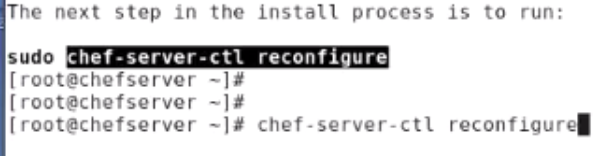 The next step in the install process is to run:
sudo chef-server-ctl reconfigure
[root@chefserver ~]#
[root@chefserver ~]#
[root@chefserver ~]# chef-server-ctl reconfigure